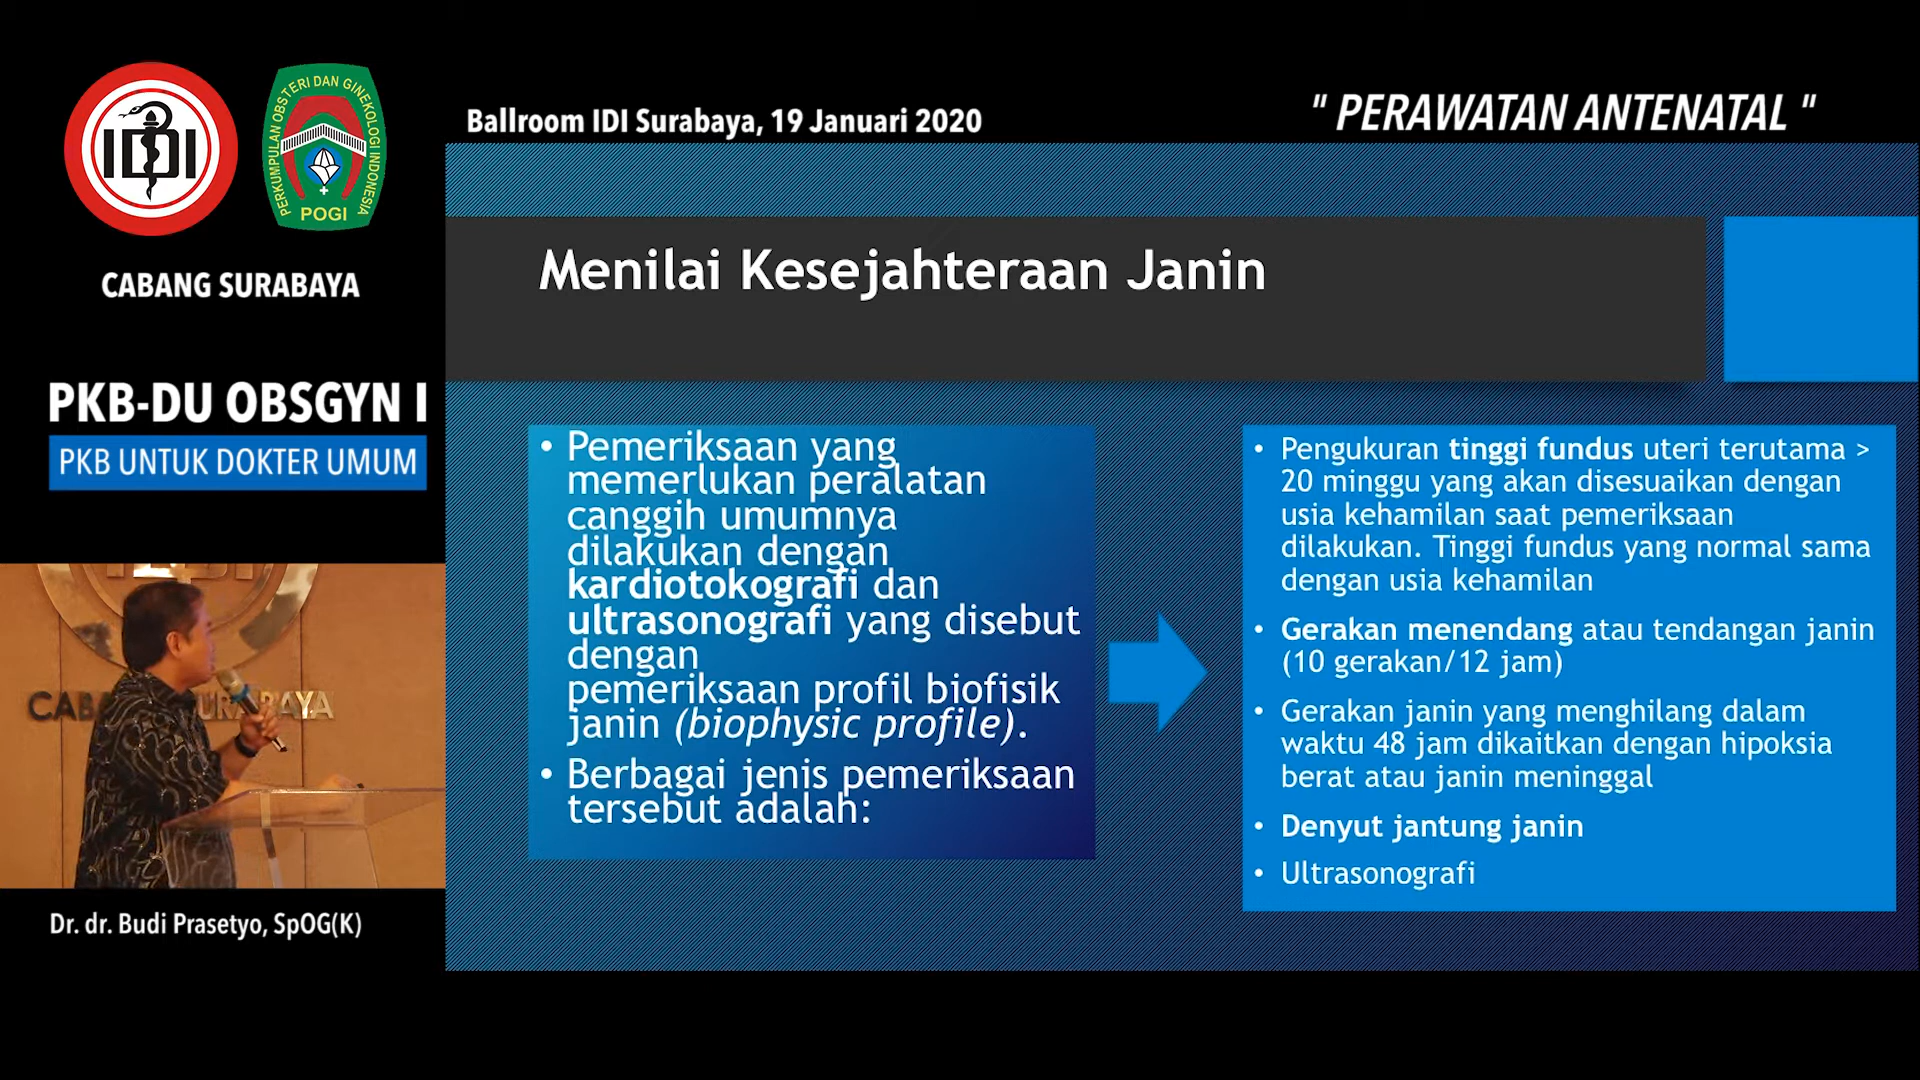 IDI
PERKUMPULAN OBSTERI DAN GINEKOLOGI INDONESIA
POGI
CABANG SURABAYA
PKB-DU OBSGYN I
PKB UNTUK DOKTER UMUM
Ballroom IDI Surabaya, 19 Januari 2020
" PERAWATAN ANTENATAL "
Menilai Kesejahteraan Janin
• Pemeriksaan yang
memerlukan peralatan
canggih umumnya
dilakukan dengan
kardiotokografi dan
ultrasonografi yang disebut
dengan
pemeriksaan profil biofisik
janin (biophysic profile).
• Berbagai jenis pemeriksaan
tersebut adalah:
• Pengukuran tinggi fundus uteri terutama >
20 minggu yang akan disesuaikan dengan
usia kehamilan saat pemeriksaan
dilakukan. Tinggi fundus yang normal sama
dengan usia kehamilan
• Gerakan menendang atau tendangan janin
(10 gerakan/12 jam)
• Gerakan janin yang menghilang dalam
waktu 48 jam dikaitkan dengan hipoksia
berat atau janin meninggal
• Denyut jantung janin
• Ultrasonografi
Dr. dr. Budi Prasetyo, SpOG(K)